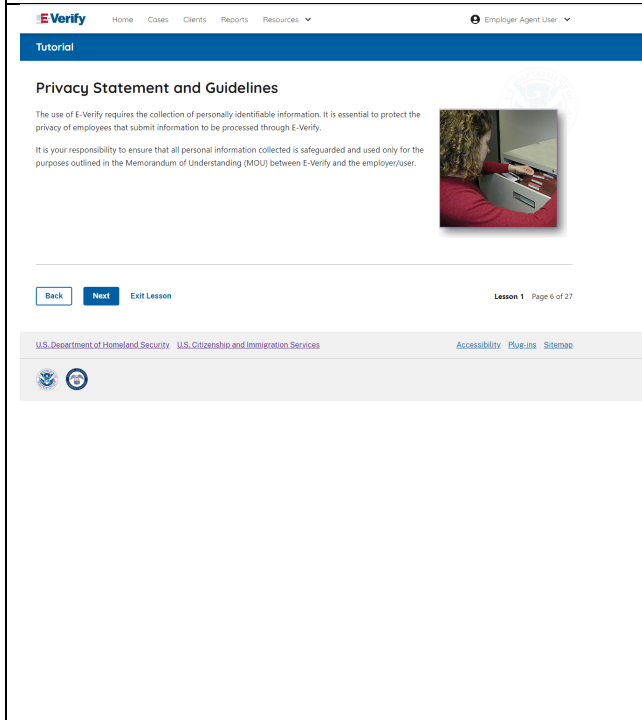 E-Verify Home Cases Clients Reports Resources Employer Agent User
Tutorial
Privacy Statement and Guidelines
The use of E-Verify requires the collection of personally identifiable information. It is essential to protect the
privacy of employees that submit information to be processed through E-Verify.
It is your responsibility to ensure that all personal information collected is safeguarded and used only for the
purposes outlined in the Memorandum of Understanding (MOU) between E-Verify and the employer/user.
Back Next Exit Lesson Lesson 1 Page 6 of 27
U.S. Department of Homeland Security U.S. Citizenship and Immigration Services Accessibility Plug-ins Sitemap